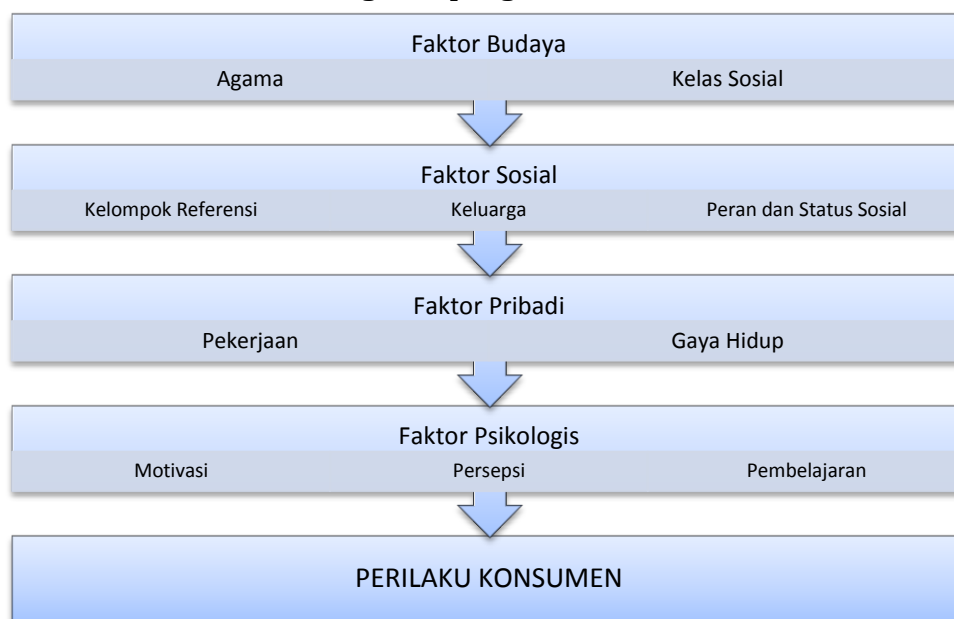 Faktor Budaya
Agama Kelas Sosial
Faktor Sosial
Kelompok Referensi Keluarga Peran dan Status Sosial
Faktor Pribadi
Pekerjaan Gaya Hidup
Faktor Psikologis
Motivasi Persepsi Pembelajaran
PERILAKU KONSUMEN